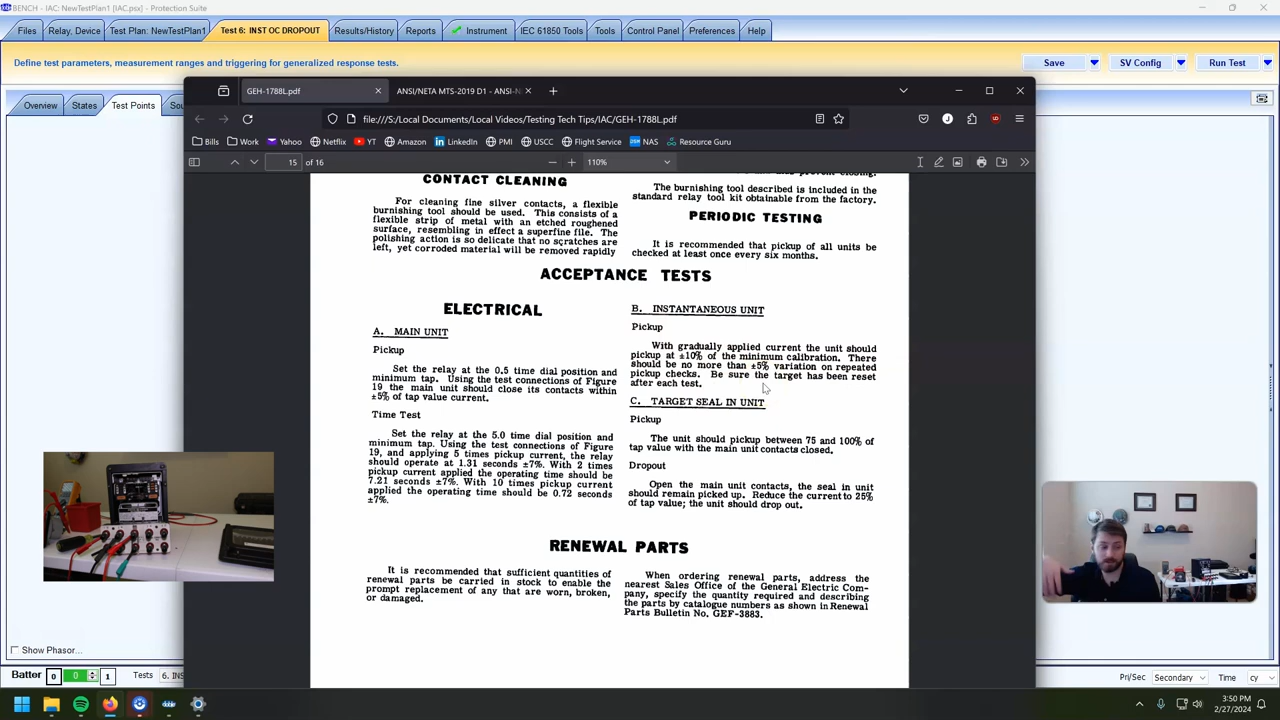 BENCH - IAC: NewTestPlan1 [IAC.psx] Protection Suite
Files
Relay, Device
Test Plan: NewTestPlan1
Test 6: INST OC DROPOUT
Results/History
Reports
Instrument
IEC 61850 Tools
Tools
Control Panel
Preferences
Help
Define test parameters, measurement ranges and triggering for generalized response tests.
Save
SV Config
Run Test
Overview
States
Test Points
Sou
GEH-1788L.pdf
ANSI/NETA MTS-2019 D1 - ANSI-N
file:///S:/Local Documents/Local Videos/Testing Tech Tips/IAC/GEH-1788L.pdf
Bills
Work
Yahoo
Netflix
YT
Amazon
LinkedIn
PMI
USCC
Flight Service
NAS
Resource Guru
15 of 16
110%
CONTACT CLEANING
For cleaning fine silver contacts, a flexible
burnishing tool should be used. This consists of a
flexible strip of metal with an etched roughened
surface, resembling in effect a superfine file. The
polishing action is so delicate that no scratches are
left, yet corroded material will be removed rapidly
The burnishing tool described is included in the
standard relay tool kit obtainable from the factory.
PERIODIC TESTING
It is recommended that pickup of all units be
checked at least once every six months.
ACCEPTANCE TESTS
ELECTRICAL
A. MAIN UNIT
Pickup
Set the relay at the 0.5 time dial position and
minimum tap. Using the test connections of Figure
19 the main unit should close its contacts within
±5% of tap value current.
Time Test
Set the relay at the 5.0 time dial position and
minimum tap. Using the test connections of Figure
19, and applying 5 times pickup current, the relay
should operate at 1.31 seconds ±7%. With 2 times
pickup current applied the operating time should be
7.21 seconds ±7%. With 10 times pickup current
applied the operating time should be 0.72 seconds
±7%.
B. INSTANTANEOUS UNIT
Pickup
With gradually applied current the unit should
pickup at ±10% of the minimum calibration. There
should be no more than ±5% variation on repeated
pickup checks. Be sure the target has been reset
after each test.
C. TARGET SEAL IN UNIT
Pickup
The unit should pickup between 75 and 100% of
tap value with the main unit contacts closed.
Dropout
Open the main unit contacts, the seal in unit
should remain picked up. Reduce the current to 25%
of tap value; the unit should drop out.
RENEWAL PARTS
It is recommended that sufficient quantities of
renewal parts be carried in stock to enable the
prompt replacement of any that are worn, broken,
or damaged.
When ordering renewal parts, address the
nearest Sales Office of the General Electric Com-
pany, specify the quantity required and describing
the parts by catalogue numbers as shown in Renewal
Parts Bulletin No. GEF-3883.
Show Phasor...
Batter 0 0 1 Tests 6. INS
Pri/Sec Secondary Time cy
3:50 PM
2/27/2024